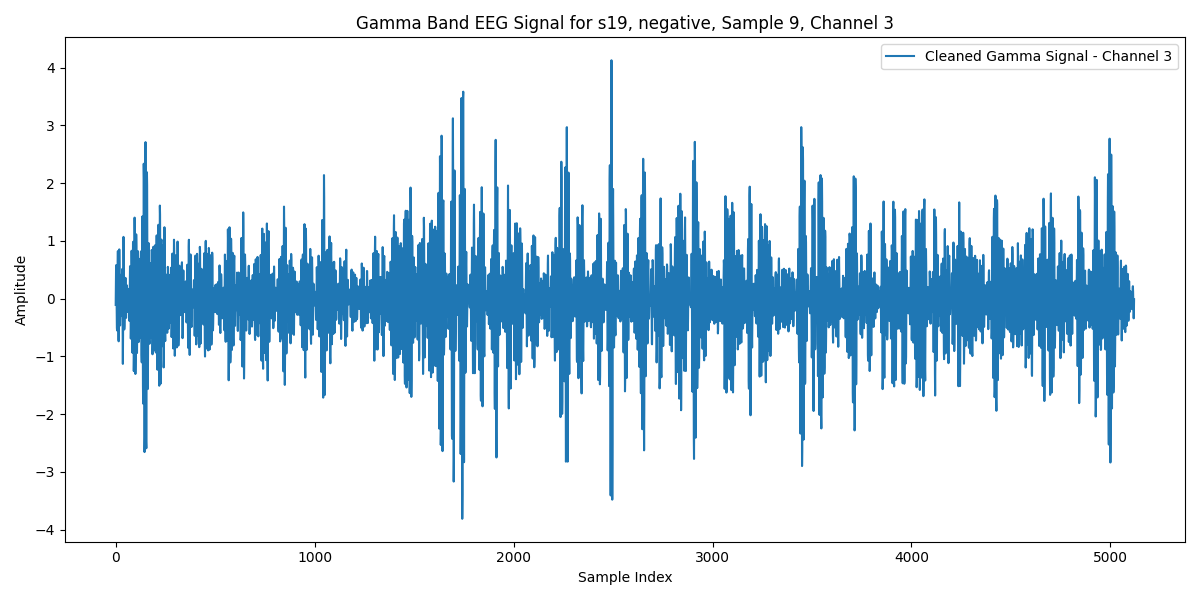 Gamma Band EEG Signal for s19, negative, Sample 9, Channel 3
Cleaned Gamma Signal - Channel 3
4
3
2
1
0
−1
−2
−3
−4
Amplitude
0 1000 2000 3000 4000 5000
Sample Index